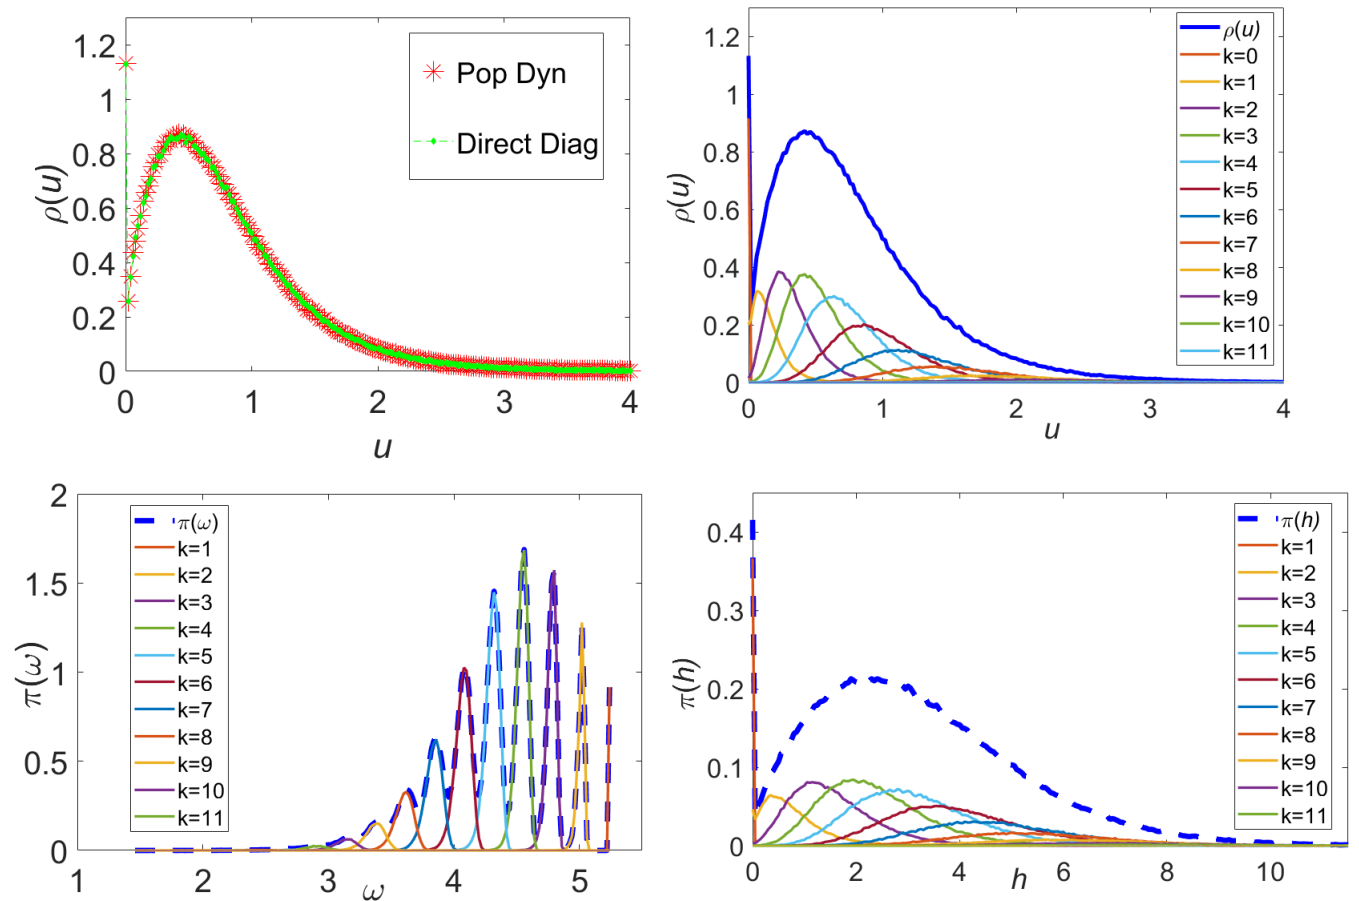 1.2
1
0.8
0.6
0.4
0.2
0
ρ(u)
Pop Dyn
Direct Diag
0 1 2 3 4
u
1.2
1
0.8
0.6
0.4
0.2
0
ρ(u)
ρ(u)
k=0
k=1
k=2
k=3
k=4
k=5
k=6
k=7
k=8
k=9
k=10
k=11
0 1 2 3 4
u
2
1.5
1
0.5
0
π(ω)
π(ω)
k=1
k=2
k=3
k=4
k=5
k=6
k=7
k=8
k=9
k=10
k=11
1 2 3 4 5
ω
0.4
0.3
0.2
0.1
0
π(h)
π(h)
k=1
k=2
k=3
k=4
k=5
k=6
k=7
k=8
k=9
k=10
k=11
0 2 4 6 8 10
h